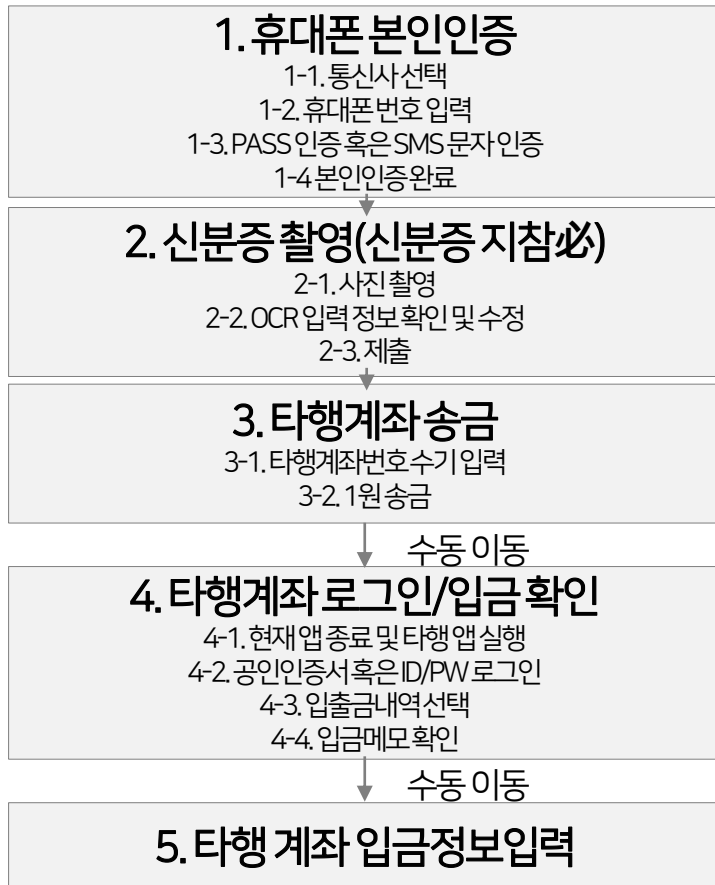 1. 휴대폰 본인인증
1-1. 통신사 선택
1-2. 휴대폰 번호 입력
1-3. PASS 인증 혹은 SMS 문자 인증
1-4 본인인증 완료
2. 신분증 촬영(신분증 지참必)
2-1. 사진 촬영
2-2. OCR 입력 정보 확인 및 수정
2-3. 제출
3. 타행계좌 송금
3-1. 타행계좌번호 수기 입력
3-2. 1원 송금
수동 이동
4. 타행계좌 로그인/입금 확인
4-1. 현재 앱 종료 및 타행 앱 실행
4-2. 공인인증서 혹은 ID/PW 로그인
4-3. 입출금내역 선택
4-4. 입금메모 확인
수동 이동
5. 타행 계좌 입금정보입력